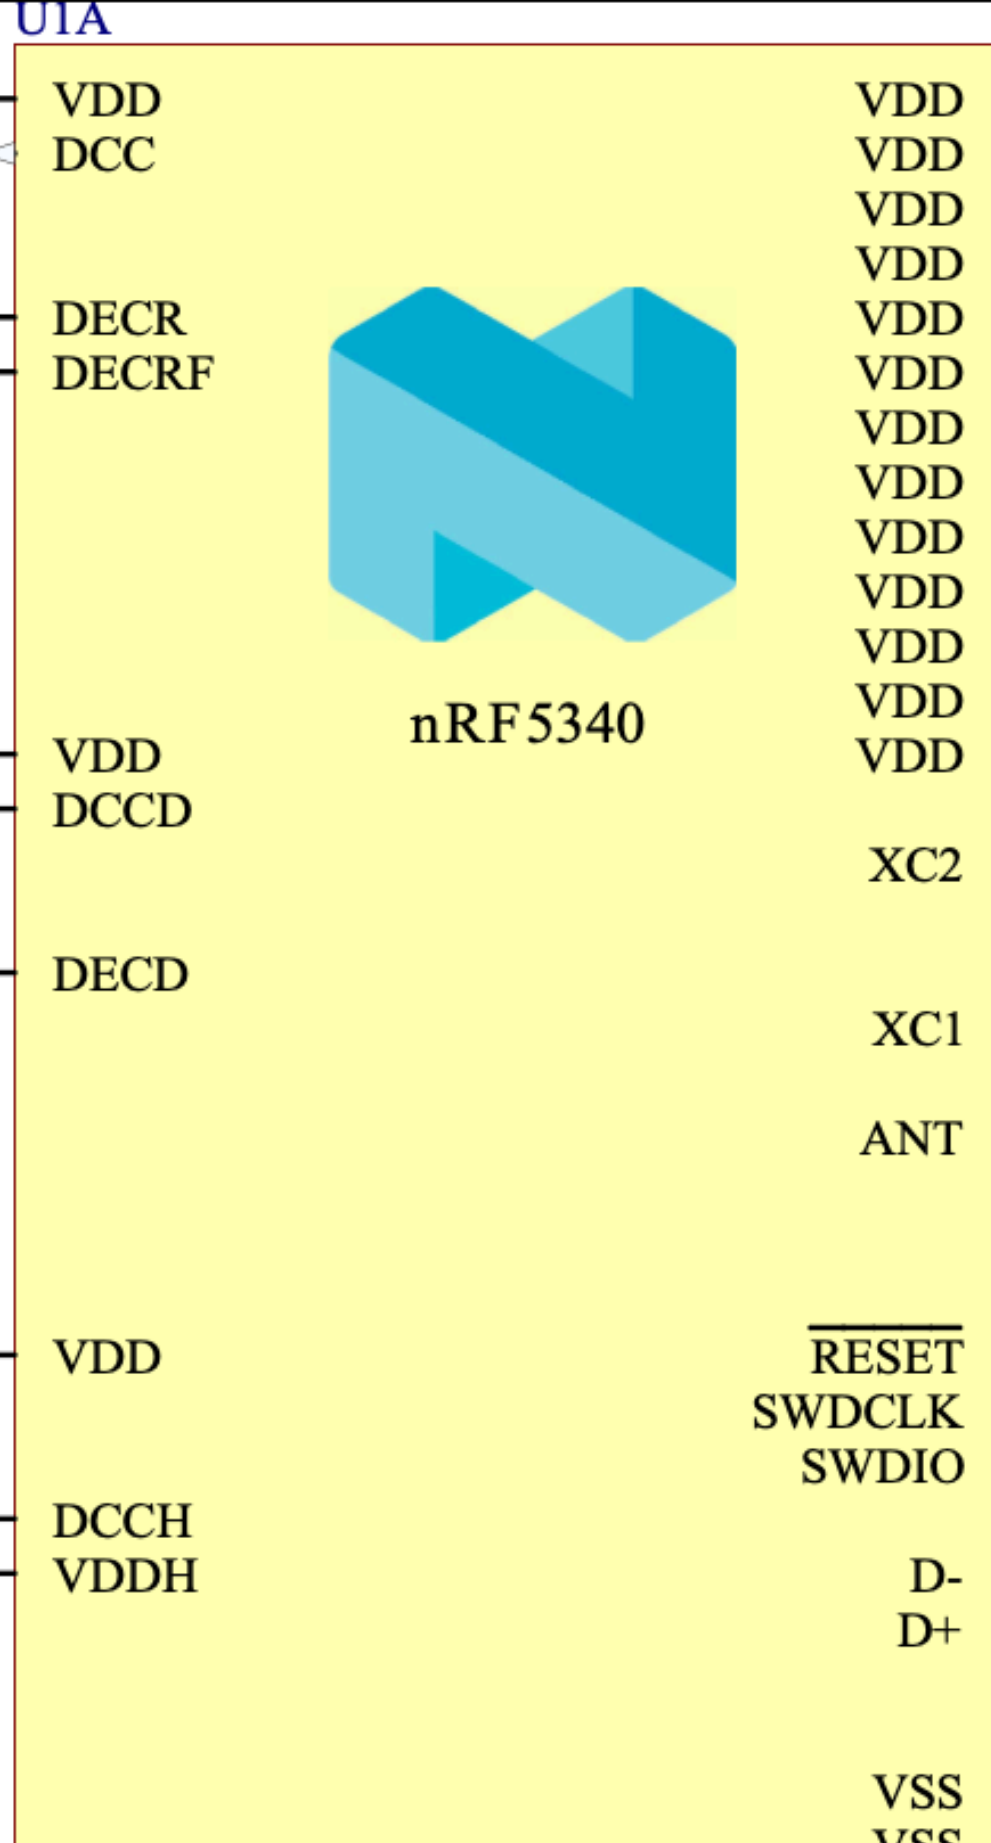 U1A
VDD VDD
DCC VDD
VDD
VDD
DECR VDD
DECRF VDD
VDD
VDD
VDD
VDD
VDD
VDD
nRF5340
VDD VDD
DCCD
XC2
DECD
XC1
ANT
VDD RESET
SWDCLK
SWDIO
DCCH
VDDH D-
D+
VSS
VSS